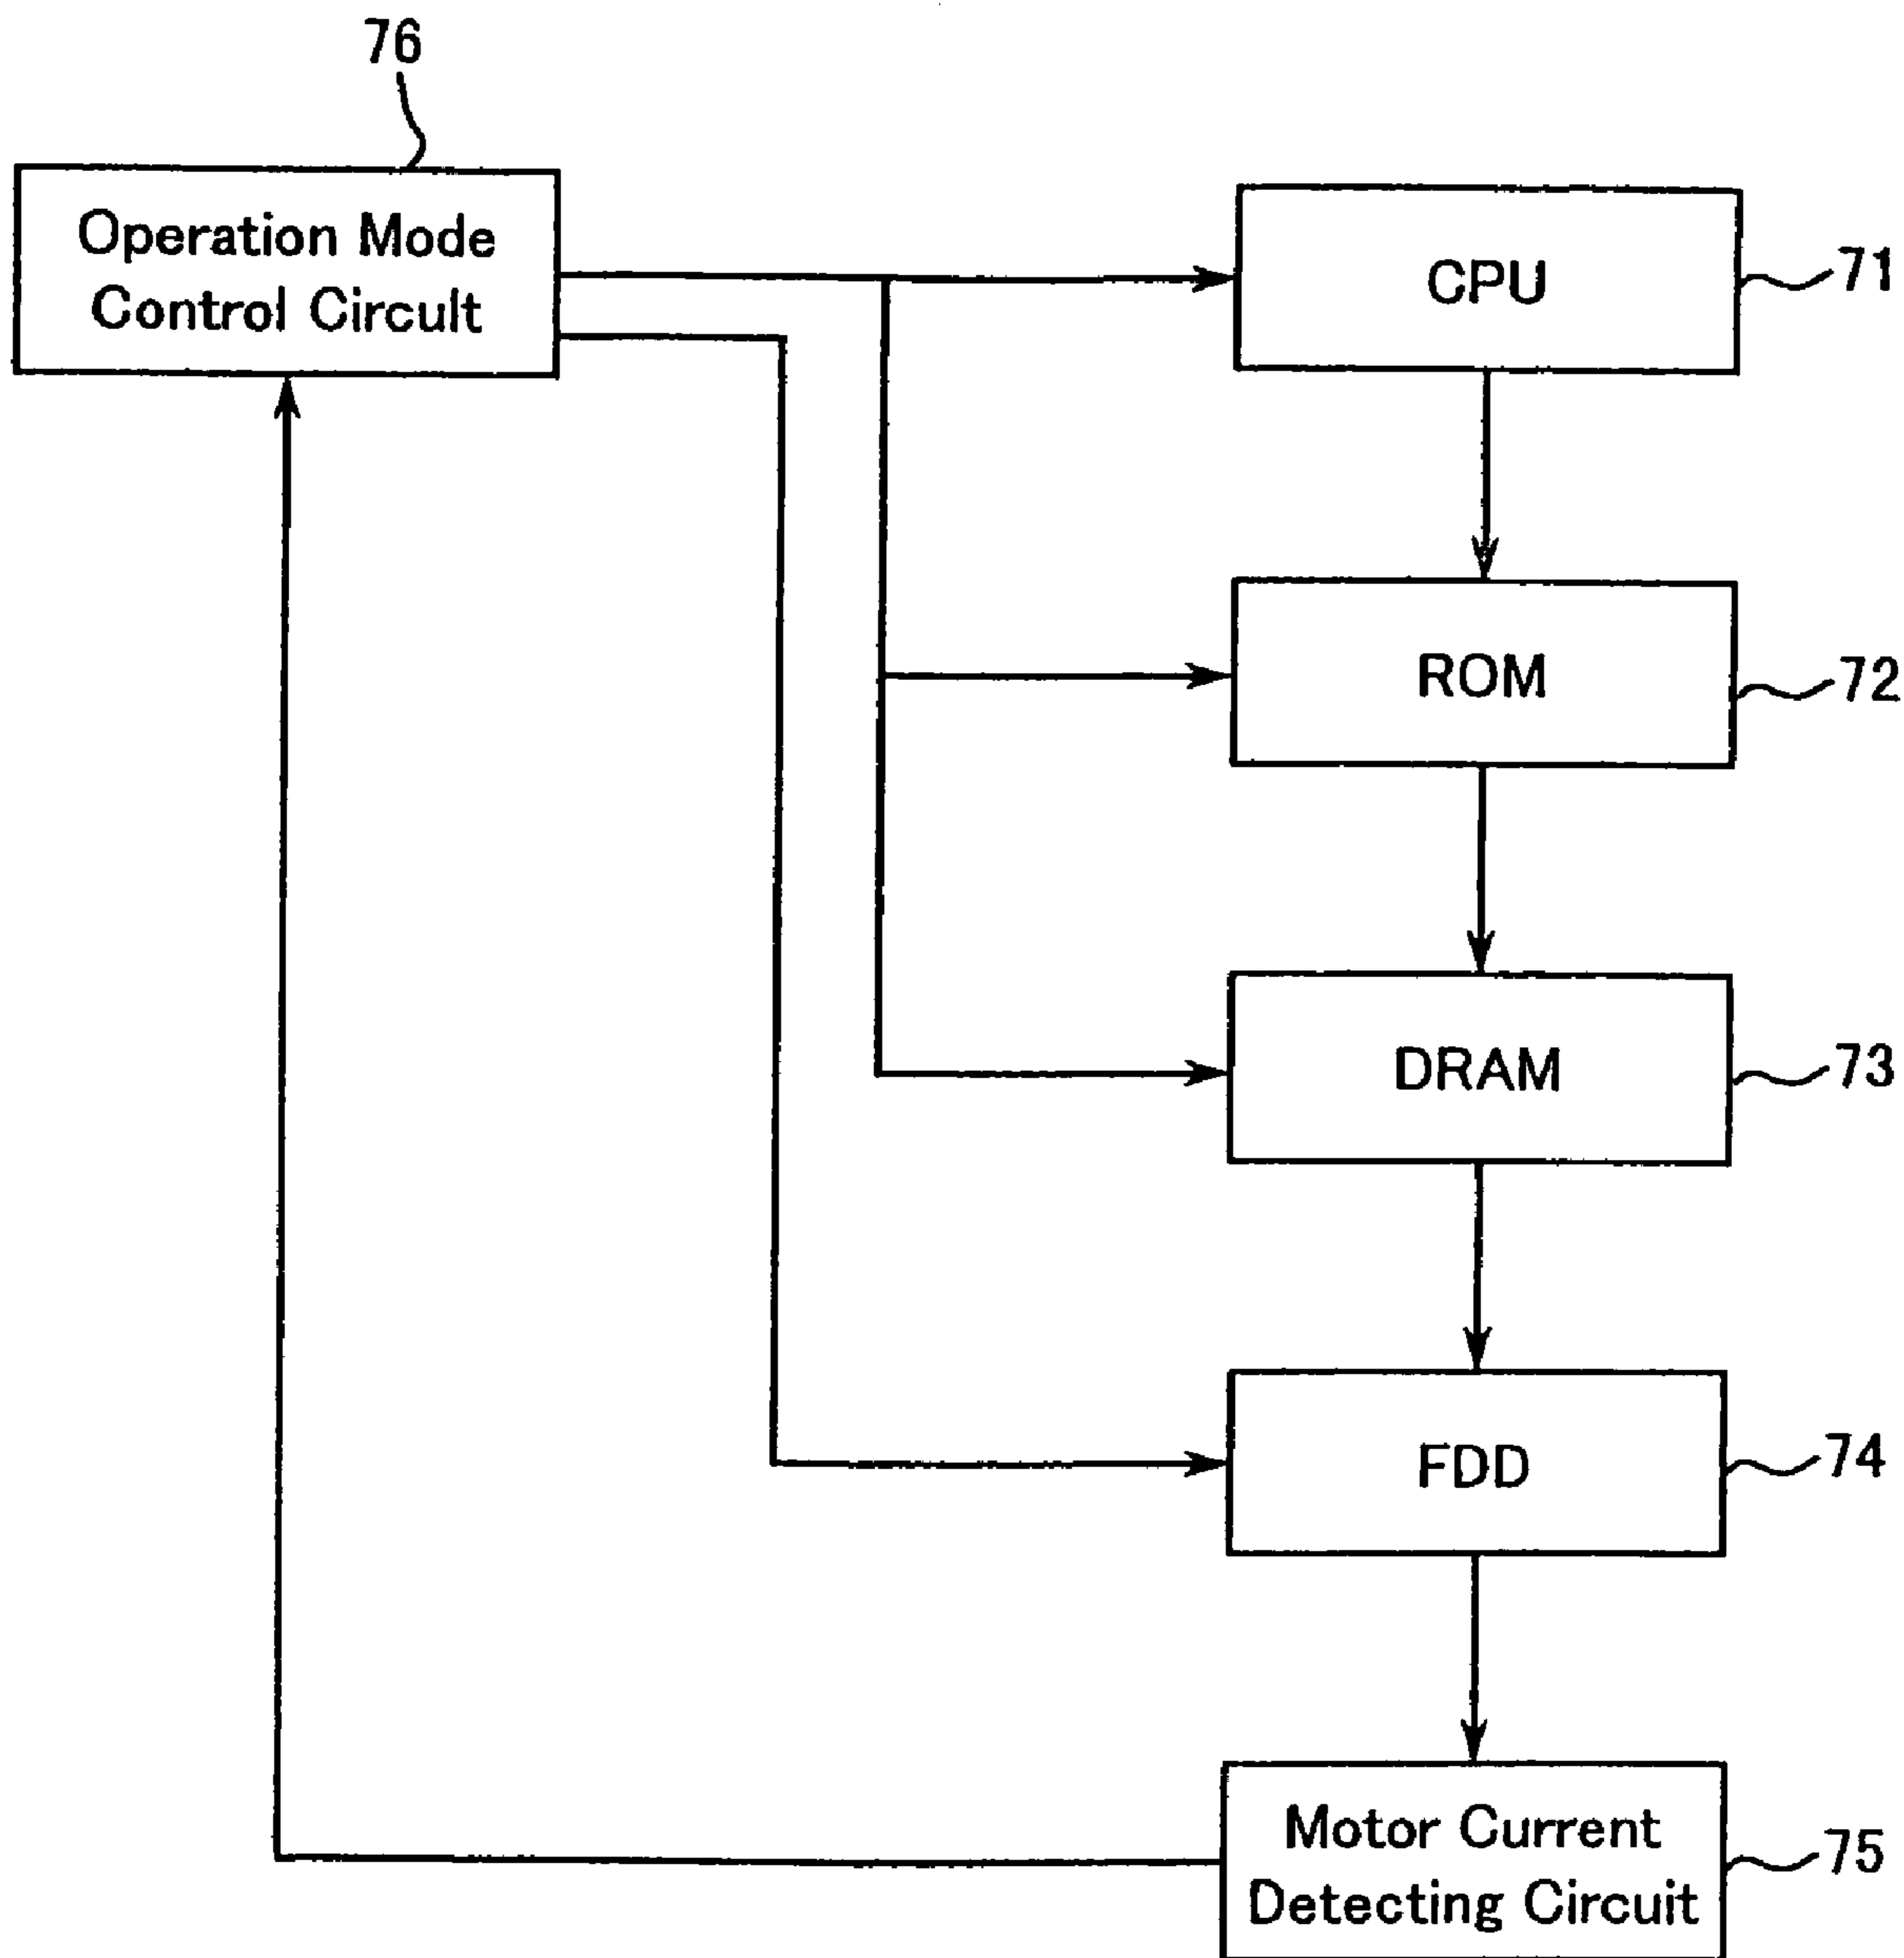 76
Operation Mode
Control Circuit
CPU
71
ROM
72
DRAM
73
FDD
74
Motor Current
Detecting Circuit
75